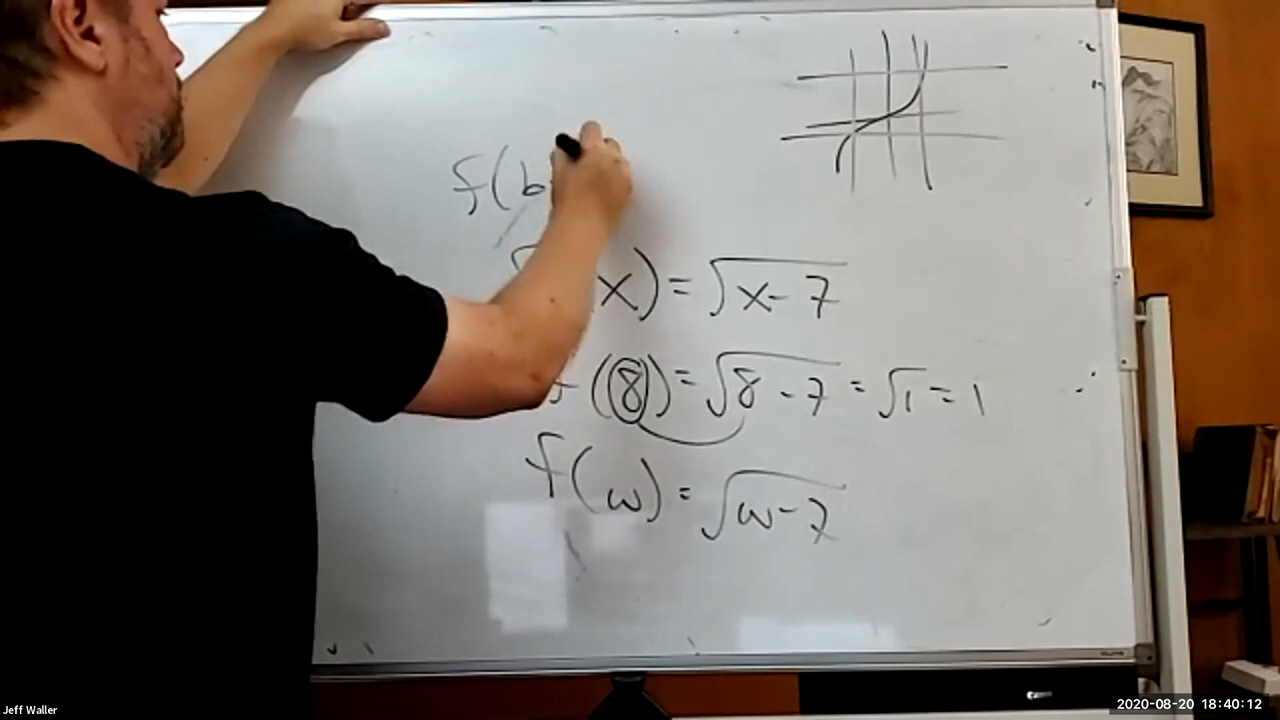 f(b
f(x) = √x-7
f(8) = √8-7 = √1 = 1
f(w) = √w-7
Jeff Waller
2020-08-20 18:40:12